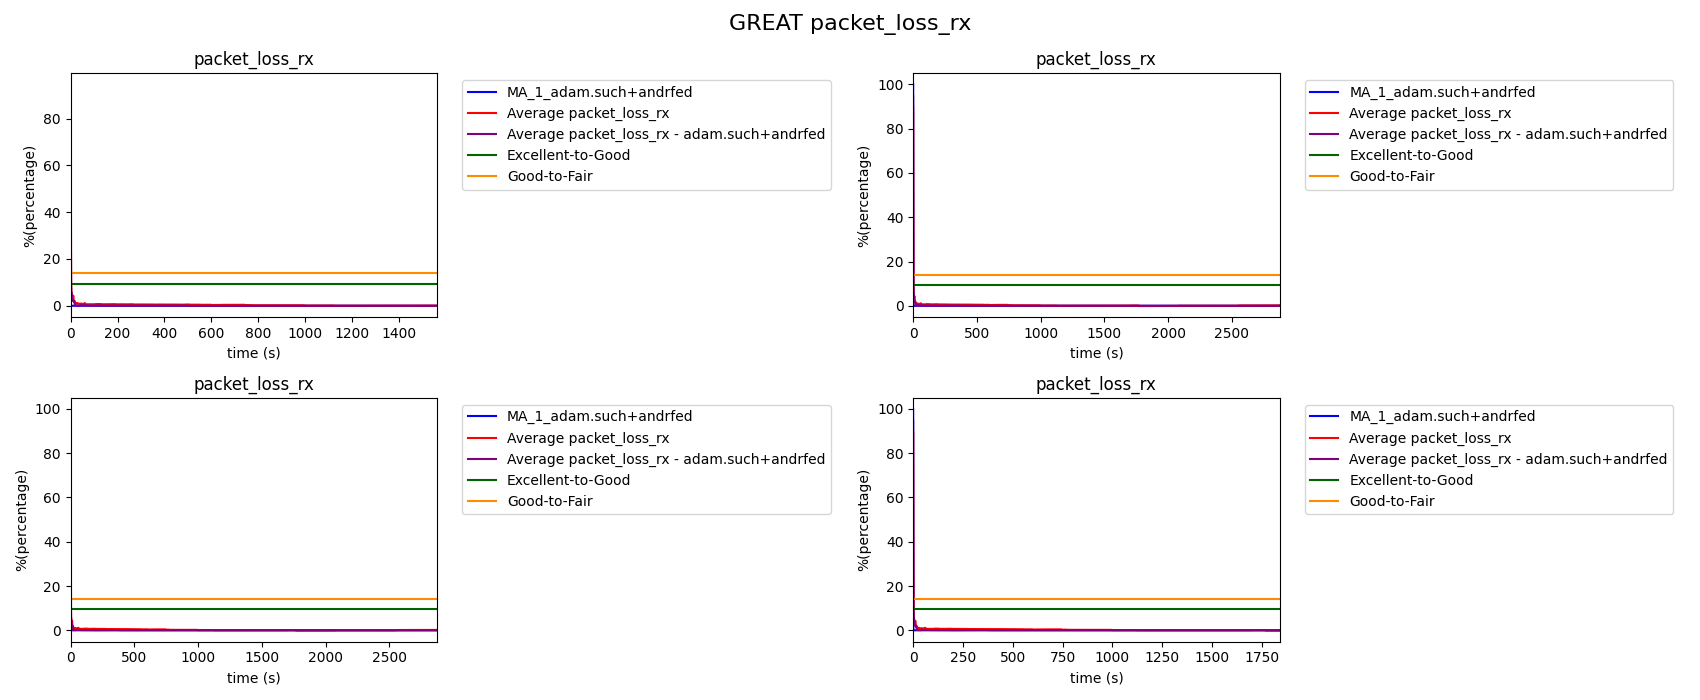 GREAT packet_loss_rx
packet_loss_rx
%(percentage)
80
60
40
20
0
0 200 400 600 800 1000 1200 1400
time (s)
MA_1_adam.such+andrfed
Average packet_loss_rx
Average packet_loss_rx - adam.such+andrfed
Excellent-to-Good
Good-to-Fair
packet_loss_rx
%(percentage)
100
80
60
40
20
0
0 500 1000 1500 2000 2500
time (s)
MA_1_adam.such+andrfed
Average packet_loss_rx
Average packet_loss_rx - adam.such+andrfed
Excellent-to-Good
Good-to-Fair
packet_loss_rx
%(percentage)
100
80
60
40
20
0
0 500 1000 1500 2000 2500
time (s)
MA_1_adam.such+andrfed
Average packet_loss_rx
Average packet_loss_rx - adam.such+andrfed
Excellent-to-Good
Good-to-Fair
packet_loss_rx
%(percentage)
100
80
60
40
20
0
0 250 500 750 1000 1250 1500 1750
time (s)
MA_1_adam.such+andrfed
Average packet_loss_rx
Average packet_loss_rx - adam.such+andrfed
Excellent-to-Good
Good-to-Fair